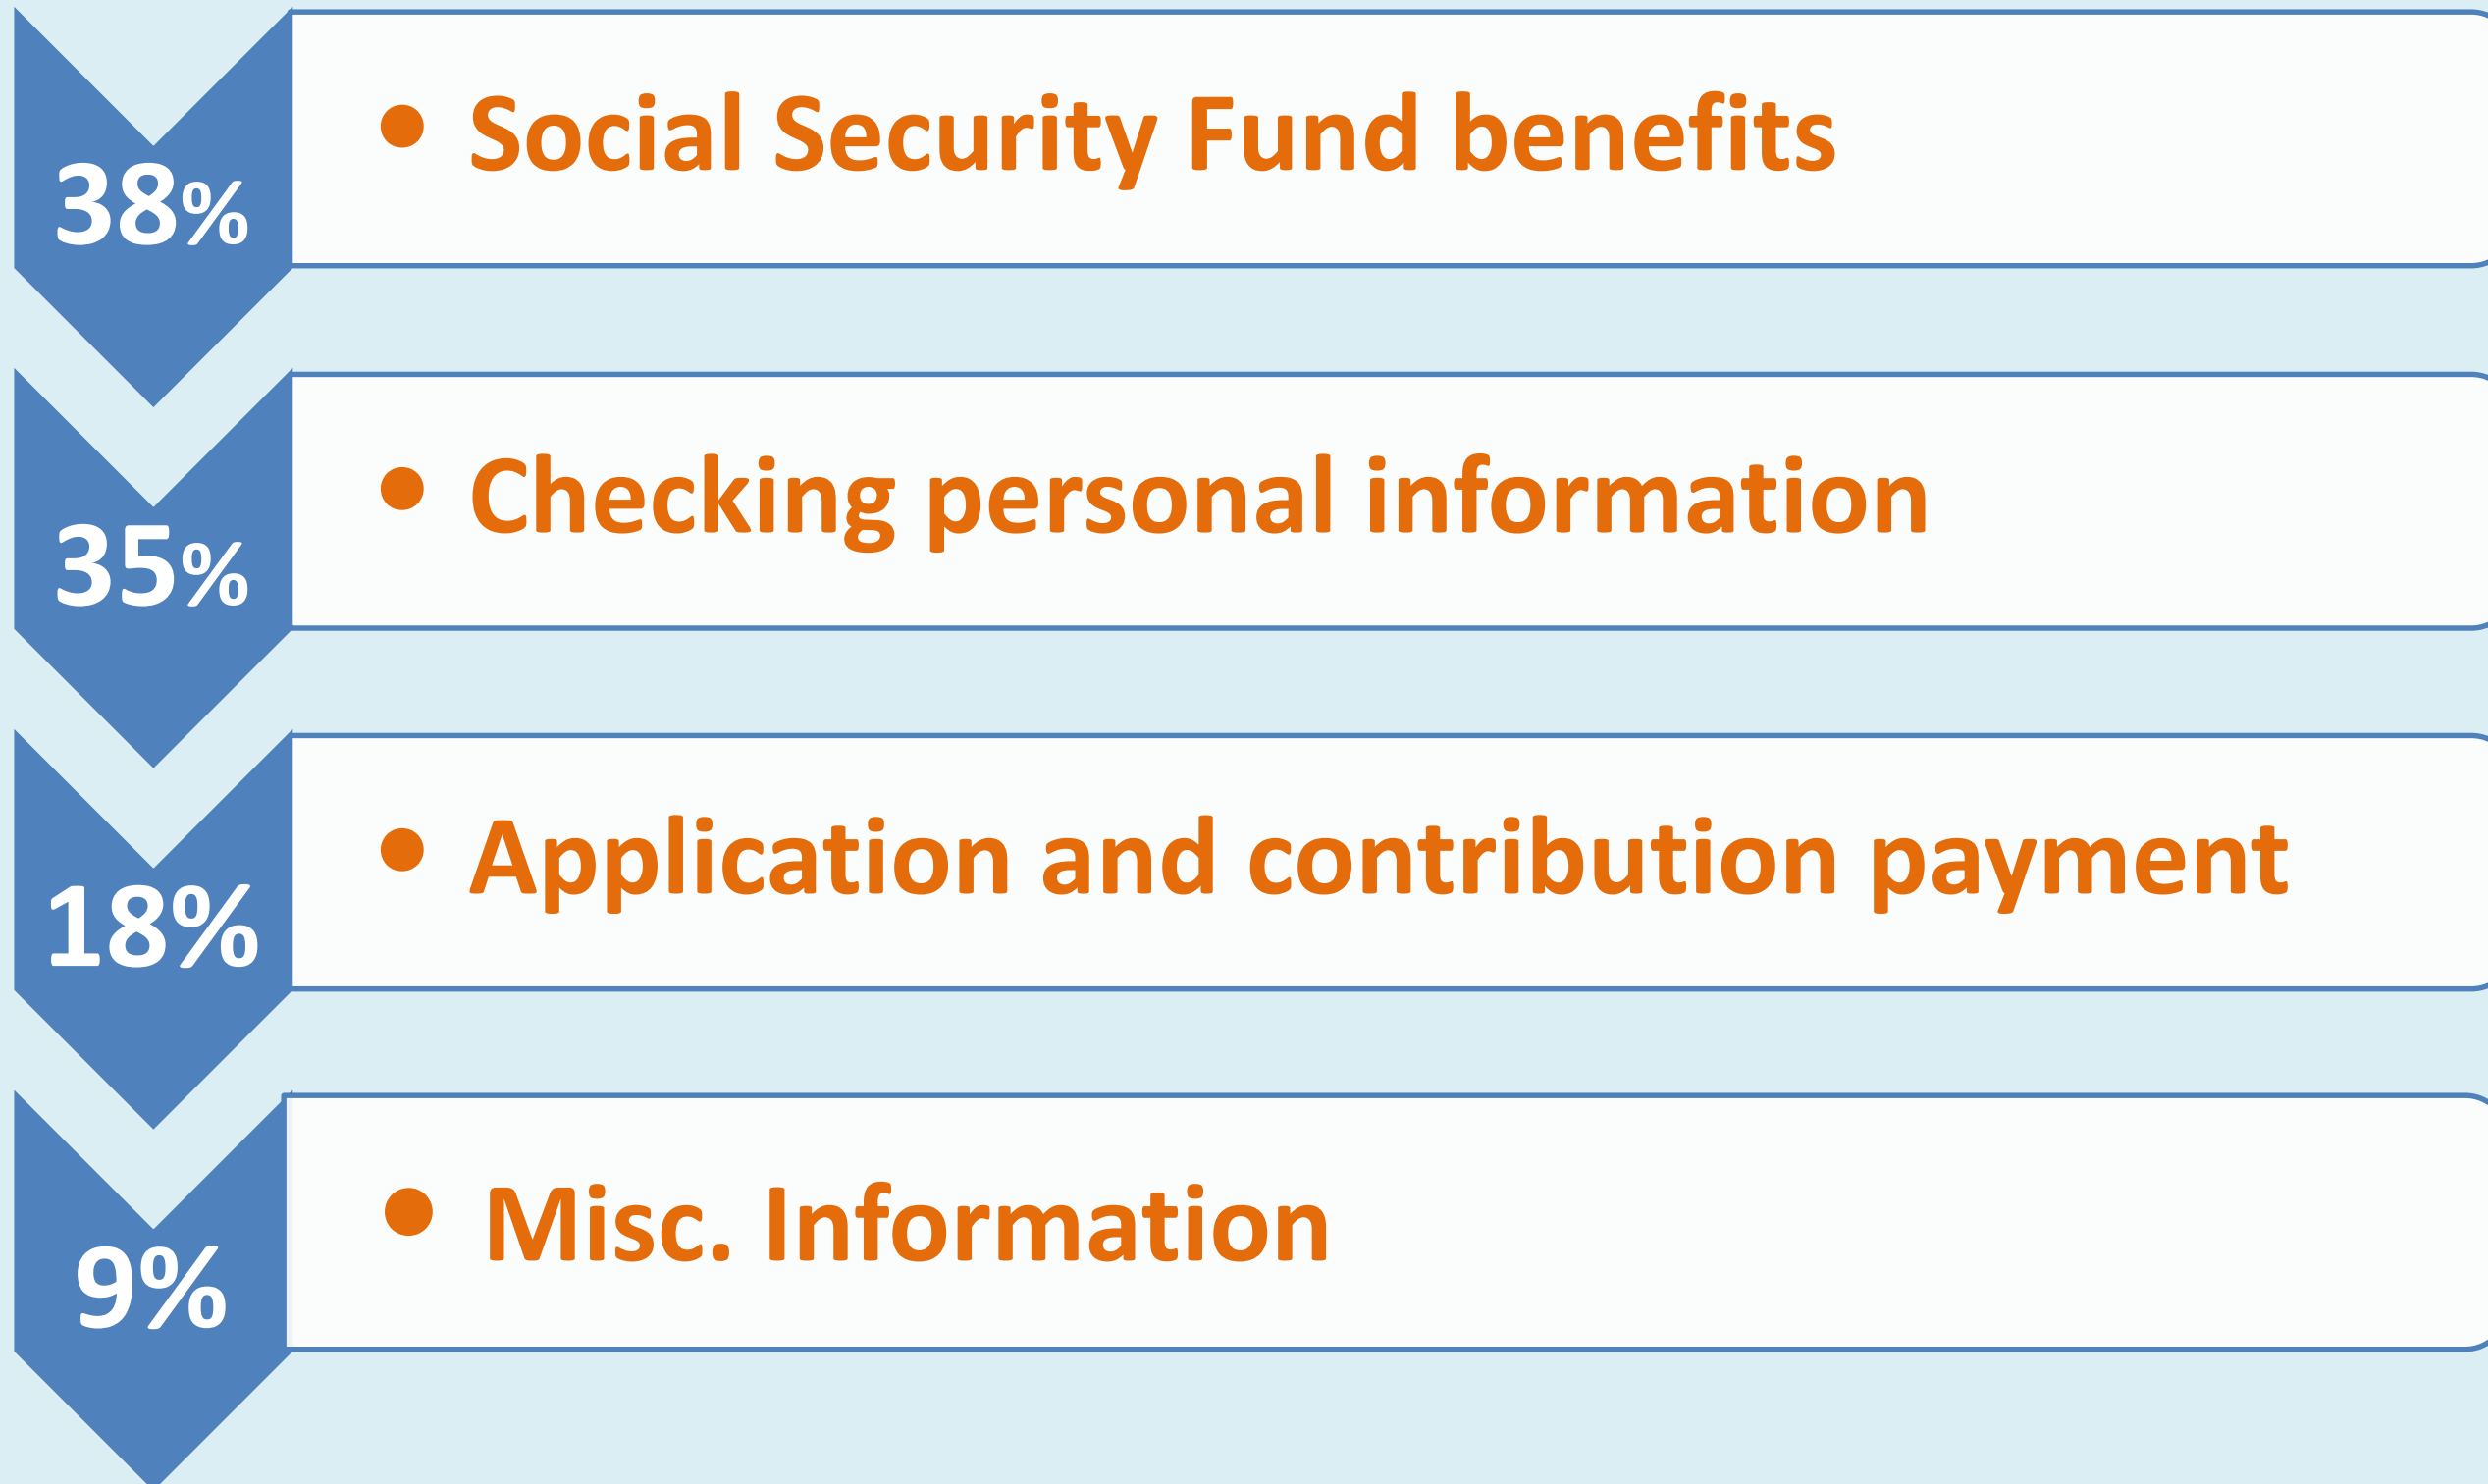 38%
• Social Security Fund benefits
35%
• Checking personal information
18%
• Application and contribution payment
9%
• Misc. Information